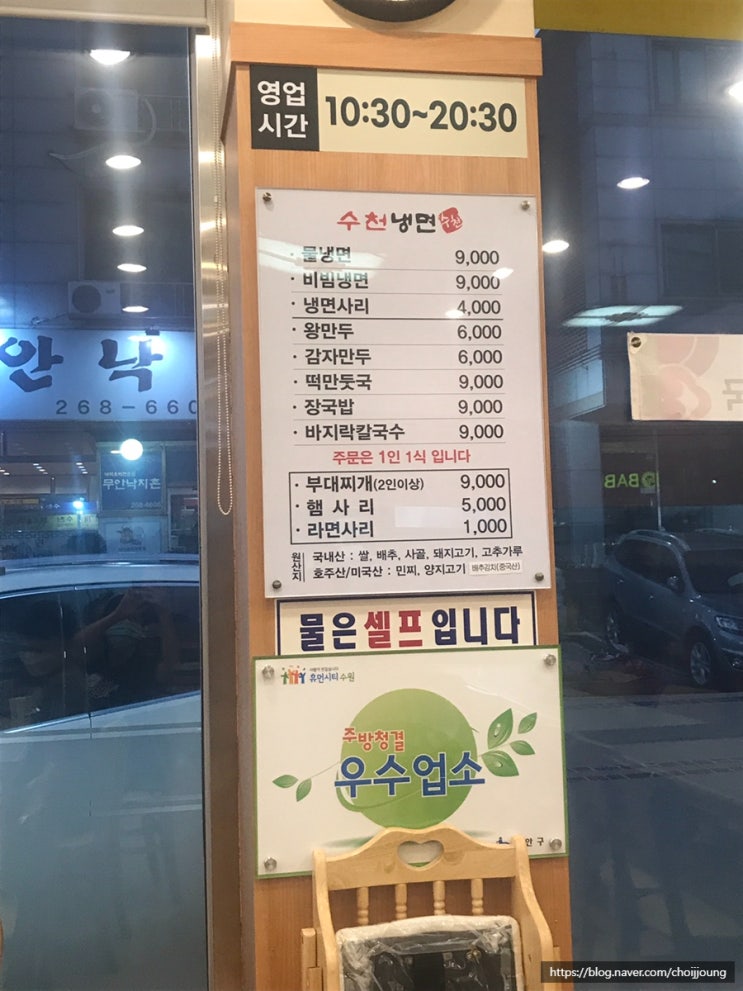 영업
시간
10:30~20:30
수천냉면 수천
· 물냉면 9,000
· 비빔냉면 9,000
· 냉면사리 4,000
· 왕만두 6,000
· 감자만두 6,000
· 떡만둣국 9,000
· 장국밥 9,000
· 바지락칼국수 9,000
주문은 1인 1식 입니다
· 부대찌개(2인이상) 9,000
· 햄 사 리 5,000
· 라면사리 1,000
원산지
국내산 : 쌀, 배추, 사골, 돼지고기, 고추가루
호주산/미국산 : 민찌, 양지고기 배추김치(중국산)
물은 셀프 입니다
휴먼시티 수원
주방청결
우수업소
안 구
안 낙
268-660
무안낙지촌
BAB
https://blog.naver.com/choijjoung